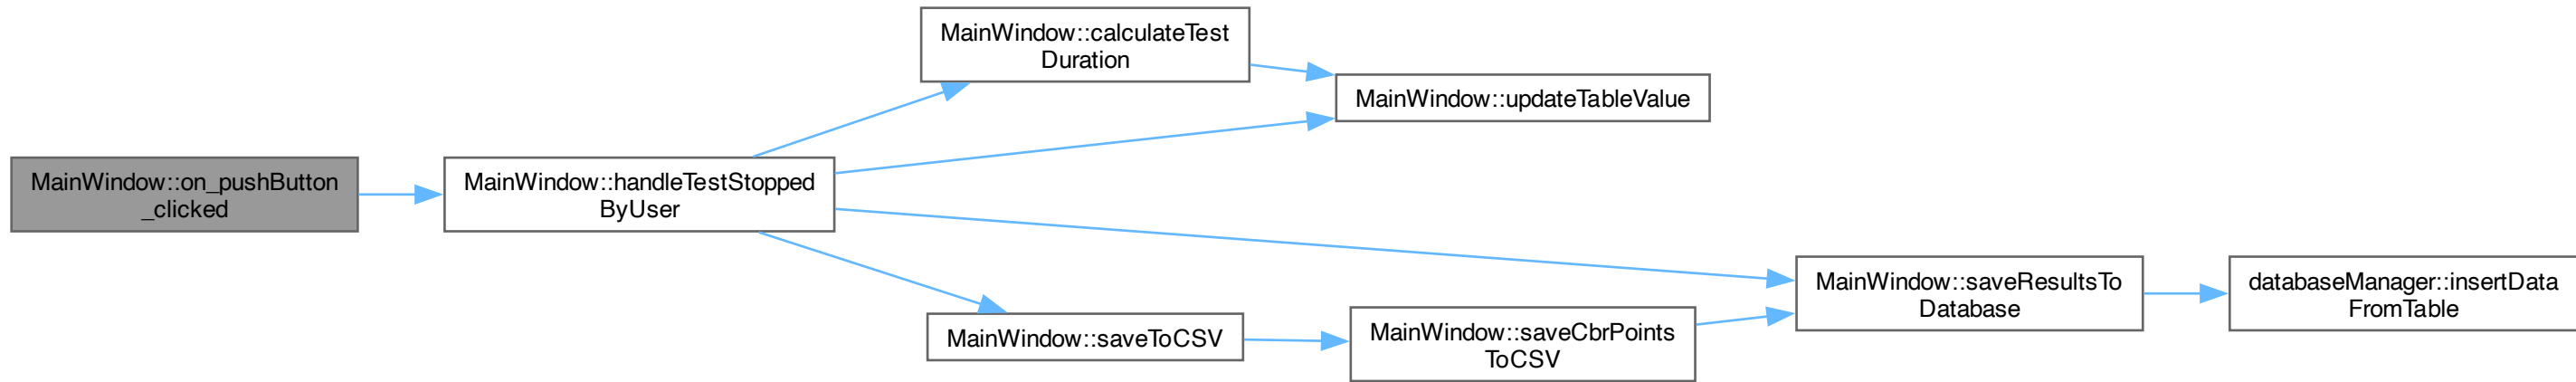 MainWindow::on_pushButton
_clicked
MainWindow::handleTestStopped
ByUser
MainWindow::calculateTest
Duration
MainWindow::updateTableValue
MainWindow::saveToCSV
MainWindow::saveCbrPoints
ToCSV
MainWindow::saveResultsTo
Database
databaseManager::insertData
FromTable